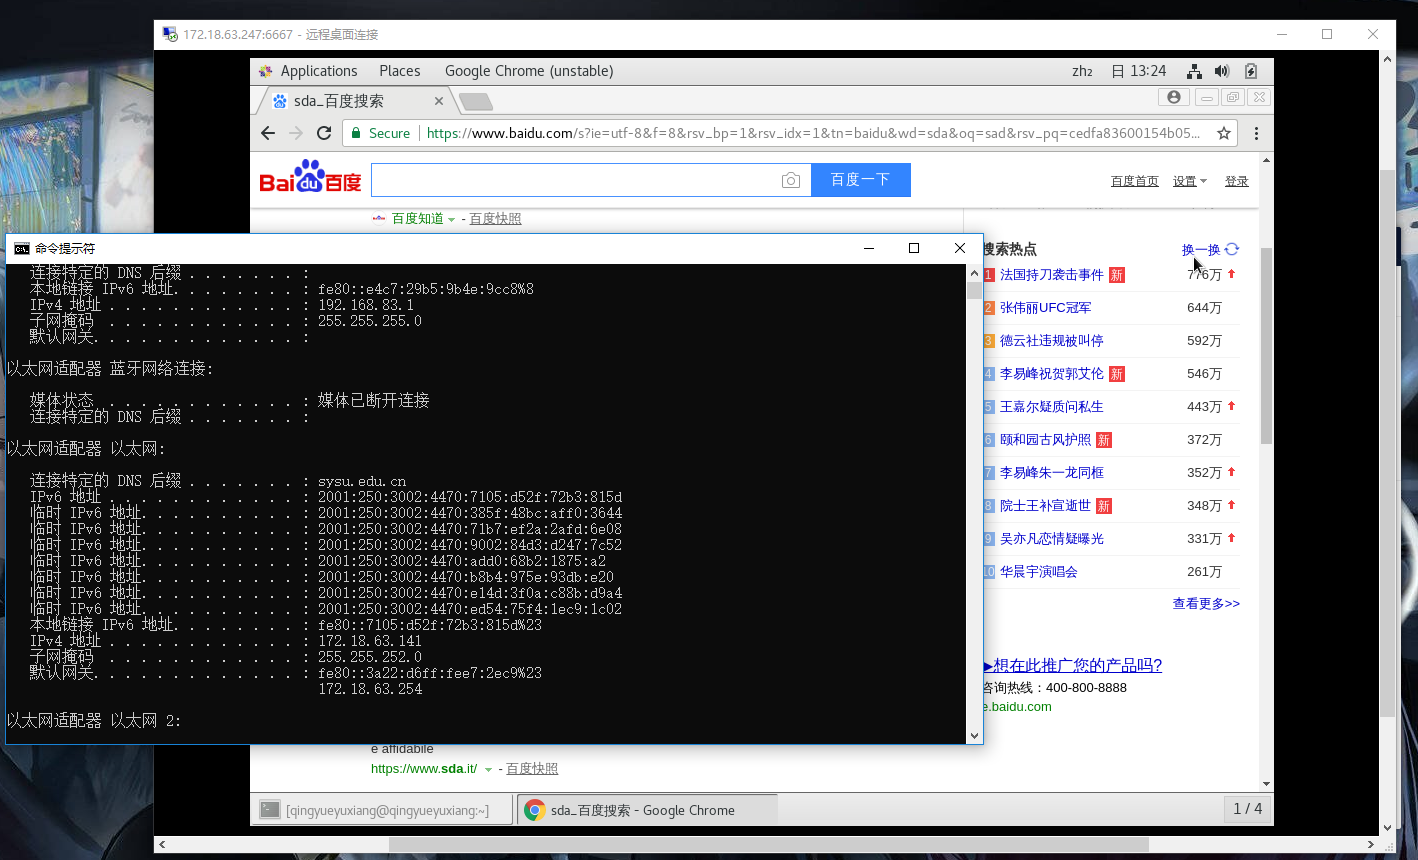 172.18.63.247:6667 - 远程桌面连接
Applications Places Google Chrome (unstable)
zh₂ 日 13:24
sda_百度搜索
Secure https://www.baidu.com/s?ie=utf-8&f=8&rsv_bp=1&rsv_idx=1&tn=baidu&wd=sda&oq=sad&rsv_pq=cedfa83600154b05...
Bai du 百度
百度一下
百度首页 设置 登录
百度知道 - 百度快照
命令提示符
连接特定的 DNS 后缀 . . . . . . . :
本地链接 IPv6 地址. . . . . . . . : fe80::e4c7:29b5:9b4e:9cc8%8
IPv4 地址 . . . . . . . . . . . . : 192.168.83.1
子网掩码 . . . . . . . . . . . . : 255.255.255.0
默认网关. . . . . . . . . . . . . :
以太网适配器 蓝牙网络连接:
媒体状态 . . . . . . . . . . . . : 媒体已断开连接
连接特定的 DNS 后缀 . . . . . . . :
以太网适配器 以太网:
连接特定的 DNS 后缀 . . . . . . . : sysu.edu.cn
IPv6 地址 . . . . . . . . . . . . : 2001:250:3002:4470:7105:d52f:72b3:815d
临时 IPv6 地址. . . . . . . . . . : 2001:250:3002:4470:385f:48bc:aff0:3644
临时 IPv6 地址. . . . . . . . . . : 2001:250:3002:4470:71b7:ef2a:2afd:6e08
临时 IPv6 地址. . . . . . . . . . : 2001:250:3002:4470:9002:84d3:d247:7c52
临时 IPv6 地址. . . . . . . . . . : 2001:250:3002:4470:add0:68b2:1875:a2
临时 IPv6 地址. . . . . . . . . . : 2001:250:3002:4470:b8b4:975e:93db:e20
临时 IPv6 地址. . . . . . . . . . : 2001:250:3002:4470:e14d:3f0a:c88b:d9a4
临时 IPv6 地址. . . . . . . . . . : 2001:250:3002:4470:ed54:75f4:1ec9:1c02
本地链接 IPv6 地址. . . . . . . . : fe80::7105:d52f:72b3:815d%23
IPv4 地址 . . . . . . . . . . . . : 172.18.63.141
子网掩码 . . . . . . . . . . . . : 255.255.252.0
默认网关. . . . . . . . . . . . . : fe80::3a22:d6ff:fee7:2ec9%23
172.18.63.254
以太网适配器 以太网 2:
搜索热点 换一换
1 法国持刀袭击事件 新 776万
2 张伟丽UFC冠军 644万
3 德云社违规被叫停 592万
4 李易峰祝贺郭艾伦 新 546万
5 王嘉尔疑质问私生 443万
6 颐和园古风护照 新 372万
7 李易峰朱一龙同框 352万
8 院士王补宣逝世 新 348万
9 吴亦凡恋情疑曝光 331万
10 华晨宇演唱会 261万
查看更多>>
想在此推广您的产品吗?
咨询热线：400-800-8888
e.baidu.com
e affidabile
https://www.sda.it/ - 百度快照
[qingyueyuxiang@qingyueyuxiang:~] sda_百度搜索 - Google Chrome 1 / 4